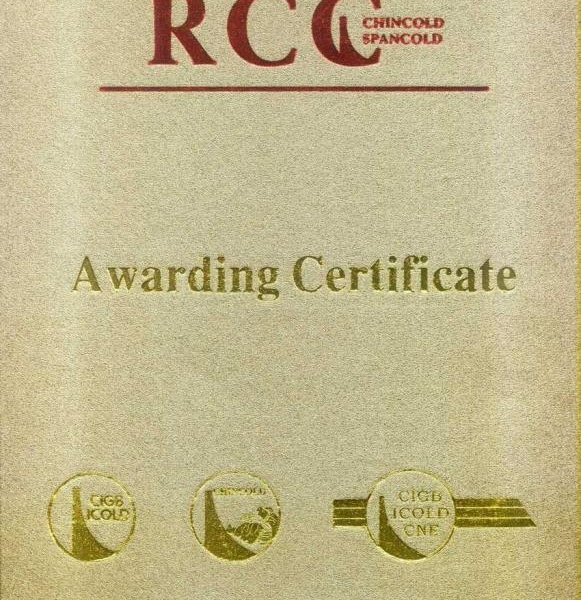 RCC
CHINCOLD
SPANCOLD
Awarding Certificate
CIGB
ICOLD
CHINCOLD
CIGB
ICOLD
CNE